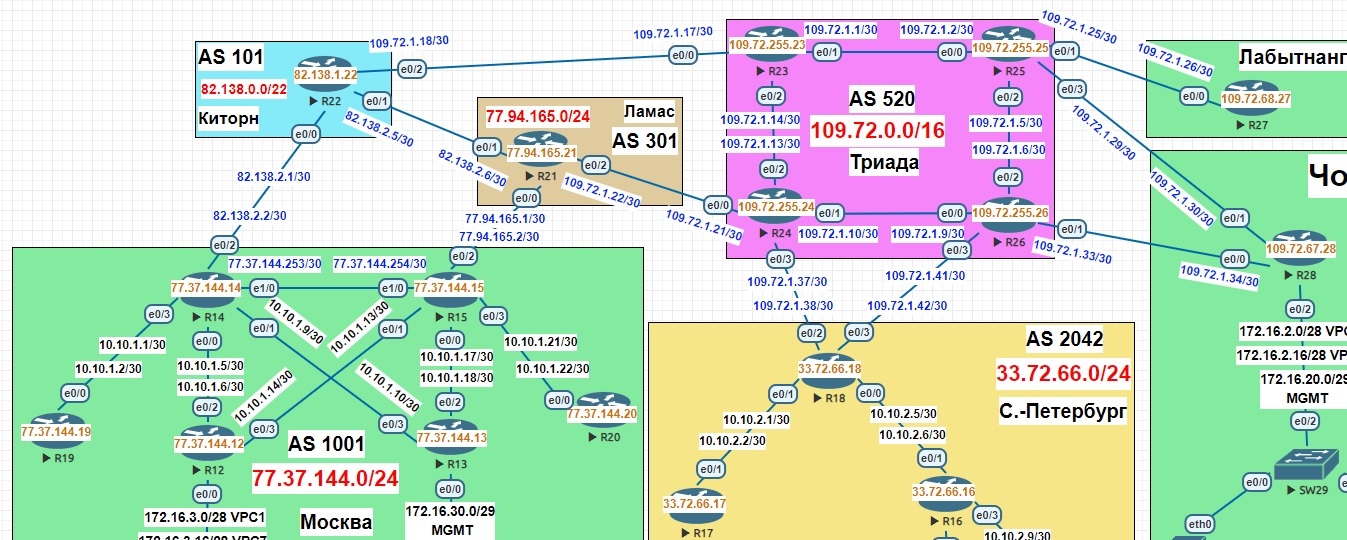 109.72.1.18/30
109.72.1.17/30
109.72.1.1/30
109.72.1.2/30
109.72.1.25/30
109.72.1.26/30
AS 101
82.138.0.0/22
Киторн
82.138.1.22
R22
e0/2
e0/1
e0/0
82.138.2.5/30
82.138.2.6/30
82.138.2.1/30
82.138.2.2/30
77.94.165.0/24
Ламас
AS 301
77.94.165.21
R21
e0/1
e0/2
e0/0
109.72.1.22/30
109.72.1.21/30
77.94.165.1/30
77.94.165.2/30
e0/0
109.72.255.23
R23
e0/1
e0/2
e0/0
109.72.255.25
R25
e0/1
e0/3
e0/2
AS 520
109.72.0.0/16
Триада
109.72.1.14/30
109.72.1.13/30
109.72.1.5/30
109.72.1.6/30
e0/2
e0/2
e0/0
109.72.255.24
R24
e0/1
e0/3
109.72.1.10/30
109.72.1.9/30
e0/0
109.72.255.26
R26
e0/1
e0/3
109.72.1.37/30
109.72.1.38/30
109.72.1.41/30
109.72.1.42/30
109.72.1.33/30
109.72.1.34/30
109.72.1.29/30
109.72.1.30/30
e0/0
109.72.68.27
R27
e0/1
e0/0
109.72.67.28
R28
e0/2
172.16.20.0/29
MGMT
e0/2
e0/0
SW29
eth0
e0/2
77.37.144.253/30
77.37.144.254/30
e0/2
77.37.144.14
R14
e1/0
e0/3
e0/0
e0/1
e1/0
77.37.144.15
R15
e0/1
e0/0
e0/3
10.10.1.1/30
10.10.1.2/30
10.10.1.5/30
10.10.1.6/30
10.10.1.9/30
10.10.1.10/30
10.10.1.13/30
10.10.1.14/30
10.10.1.17/30
10.10.1.18/30
10.10.1.21/30
10.10.1.22/30
e0/0
77.37.144.19
R19
e0/2
77.37.144.12
e0/3
R12
e0/0
AS 1001
77.37.144.0/24
Москва
e0/3
e0/2
77.37.144.13
R13
e0/0
e0/0
77.37.144.20
R20
172.16.3.0/28 VPC1
172.16.30.0/29
MGMT
e0/2
e0/3
33.72.66.18
R18
e0/1
e0/0
AS 2042
33.72.66.0/24
С.-Петербург
10.10.2.1/30
10.10.2.2/30
10.10.2.5/30
10.10.2.6/30
e0/1
33.72.66.17
R17
e0/1
33.72.66.16
R16
e0/3
10.10.2.9/30